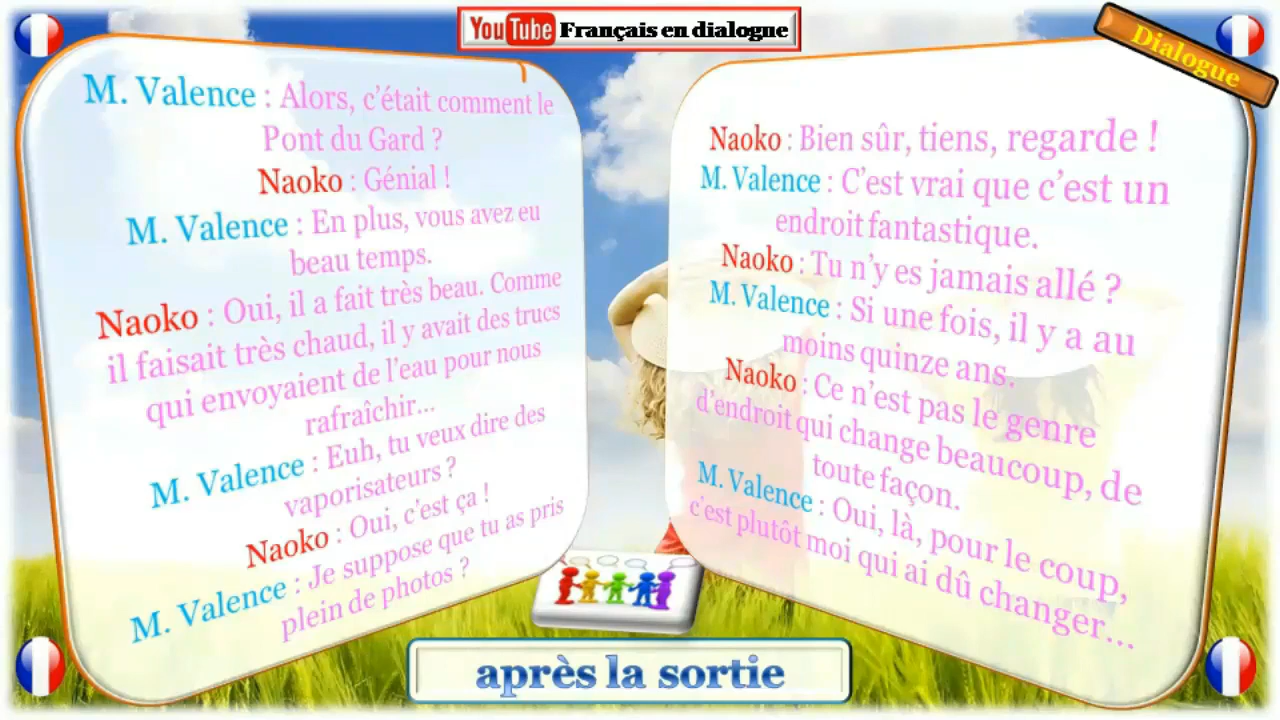 YouTube Français en dialogue
Dialogue
M. Valence : Alors, c’était comment le
Pont du Gard ?
Naoko : Génial !
M. Valence : En plus, vous avez eu
beau temps.
Naoko : Oui, il a fait très beau. Comme
il faisait très chaud, il y avait des trucs
qui envoyaient de l’eau pour nous
rafraîchir...
M. Valence : Euh, tu veux dire des
vaporisateurs ?
Naoko : Oui, c’est ça !
M. Valence : Je suppose que tu as pris
plein de photos ?
Naoko : Bien sûr, tiens, regarde !
M. Valence : C’est vrai que c’est un
endroit fantastique.
Naoko : Tu n’y es jamais allé ?
M. Valence : Si une fois, il y a au
moins quinze ans.
Naoko : Ce n’est pas le genre
d’endroit qui change beaucoup, de
toute façon.
M. Valence : Oui, là, pour le coup,
c’est plutôt moi qui ai dû changer...
après la sortie